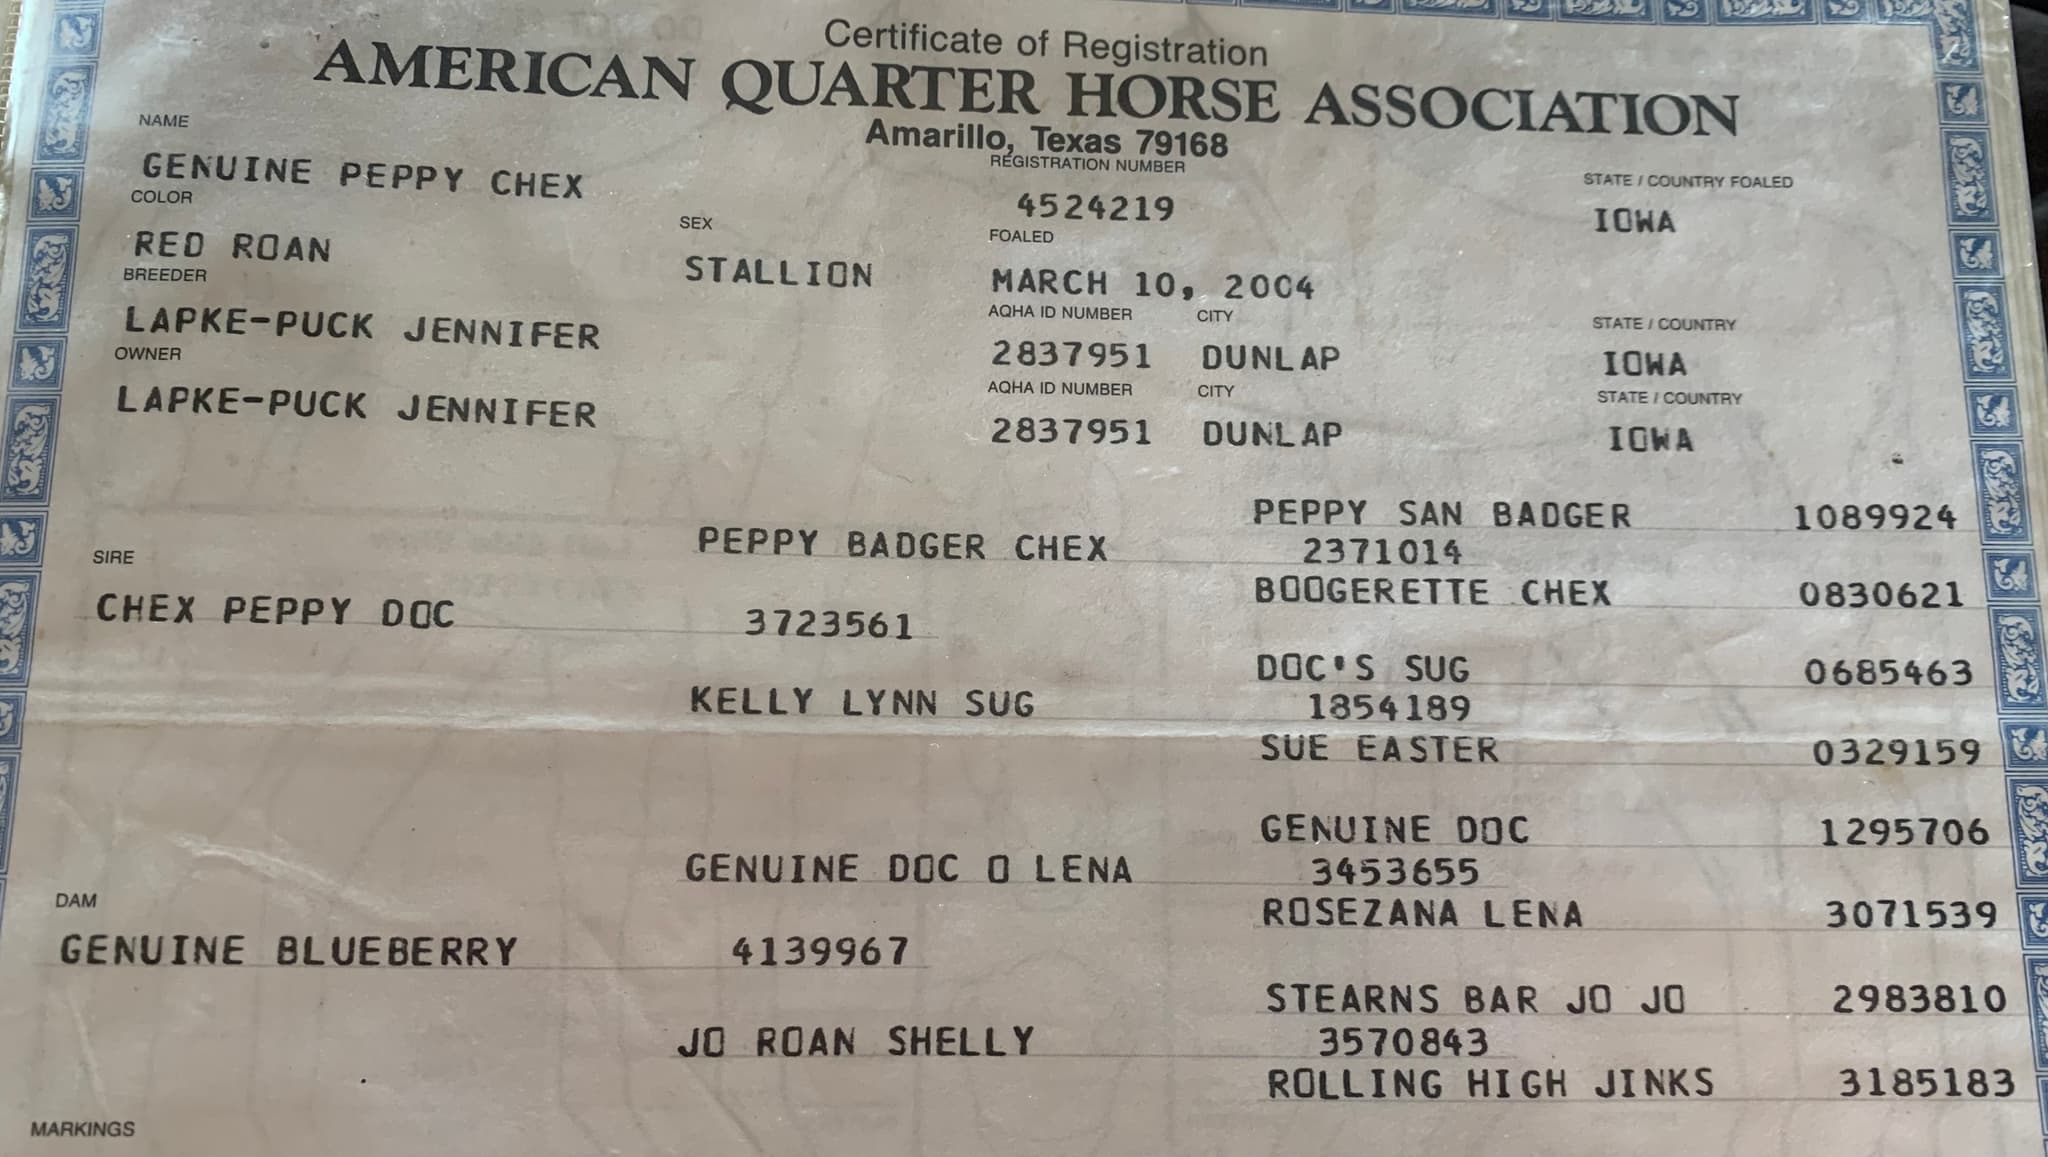 Certificate of Registration
AMERICAN QUARTER HORSE ASSOCIATION
Amarillo, Texas 79168
NAME
GENUINE PEPPY CHEX
REGISTRATION NUMBER
4524219
STATE / COUNTRY FOALED
IOWA
COLOR
RED ROAN
SEX
STALLION
FOALED
MARCH 10, 2004
BREEDER
LAPKE-PUCK JENNIFER
AQHA ID NUMBER CITY STATE / COUNTRY
2837951 DUNLAP IOWA
OWNER
LAPKE-PUCK JENNIFER
AQHA ID NUMBER CITY STATE / COUNTRY
2837951 DUNLAP IOWA
PEPPY SAN BADGER 1089924
PEPPY BADGER CHEX 2371014
BOOGERETTE CHEX 0830621
SIRE
CHEX PEPPY DOC 3723561
DOC'S SUG 0685463
KELLY LYNN SUG 1854189
SUE EASTER 0329159
GENUINE DOC 1295706
GENUINE DOC O LENA 3453655
ROSEZANA LENA 3071539
DAM
GENUINE BLUEBERRY 4139967
STEARNS BAR JO JO 2983810
JO ROAN SHELLY 3570843
ROLLING HIGH JINKS 3185183
MARKINGS